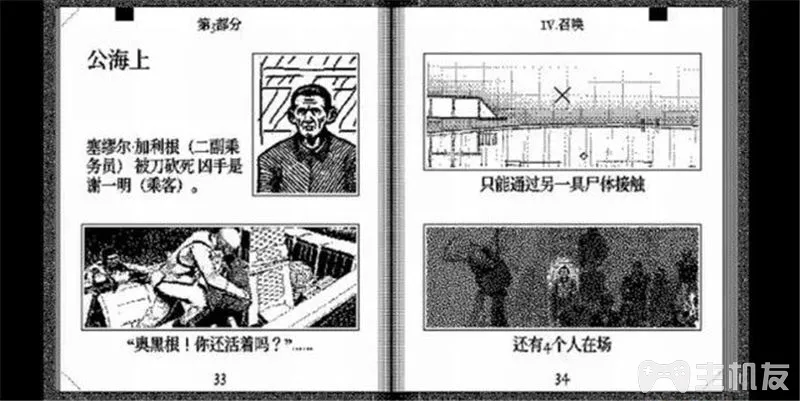 第3部分
公海上
塞缪尔·加利根（二副乘
务员） 被刀砍死 凶手是
谢一明（乘客）。
“奥黑根！你还活着吗？”……
33
IV.召唤
只能通过另一具尸体接触
还有4个人在场
34
主机友